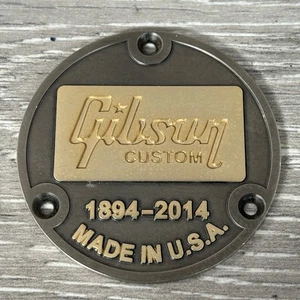 Gibson
CUSTOM
1894-2014
MADE IN U.S.A.